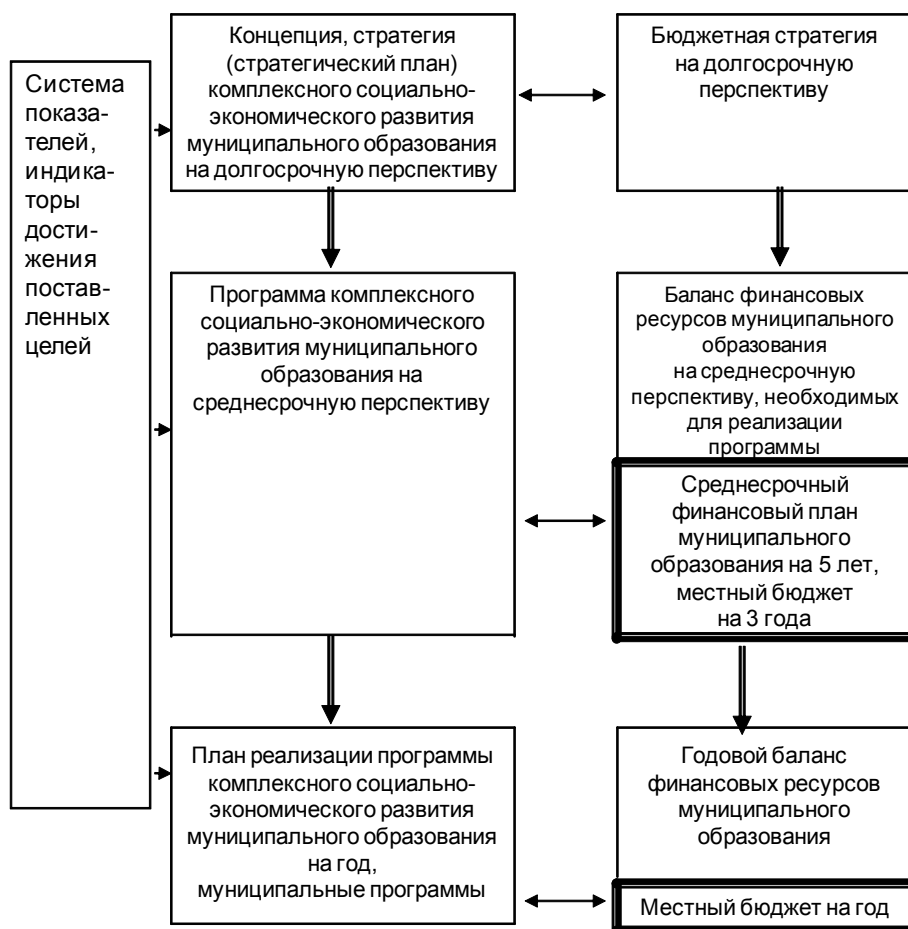 Система
показа-
телей,
индика-
торы
дости-
жения
постав-
ленных
целей
Концепция, стратегия
(стратегический план)
комплексного социально-
экономического развития
муниципального образования
на долгосрочную перспективу
Бюджетная стратегия
на долгосрочную
перспективу
Программа комплексного
социально-экономического
развития муниципального
образования на
среднесрочную перспективу
Баланс финансовых
ресурсов муниципального
образования
на среднесрочную
перспективу, необходимых
для реализации
программы
Среднесрочный
финансовый план
муниципального
образования на 5 лет,
местный бюджет
на 3 года
План реализации программы
комплексного социально-
экономического развития
муниципального образования
на год,
муниципальные программы
Годовой баланс
финансовых ресурсов
муниципального
образования
Местный бюджет на год